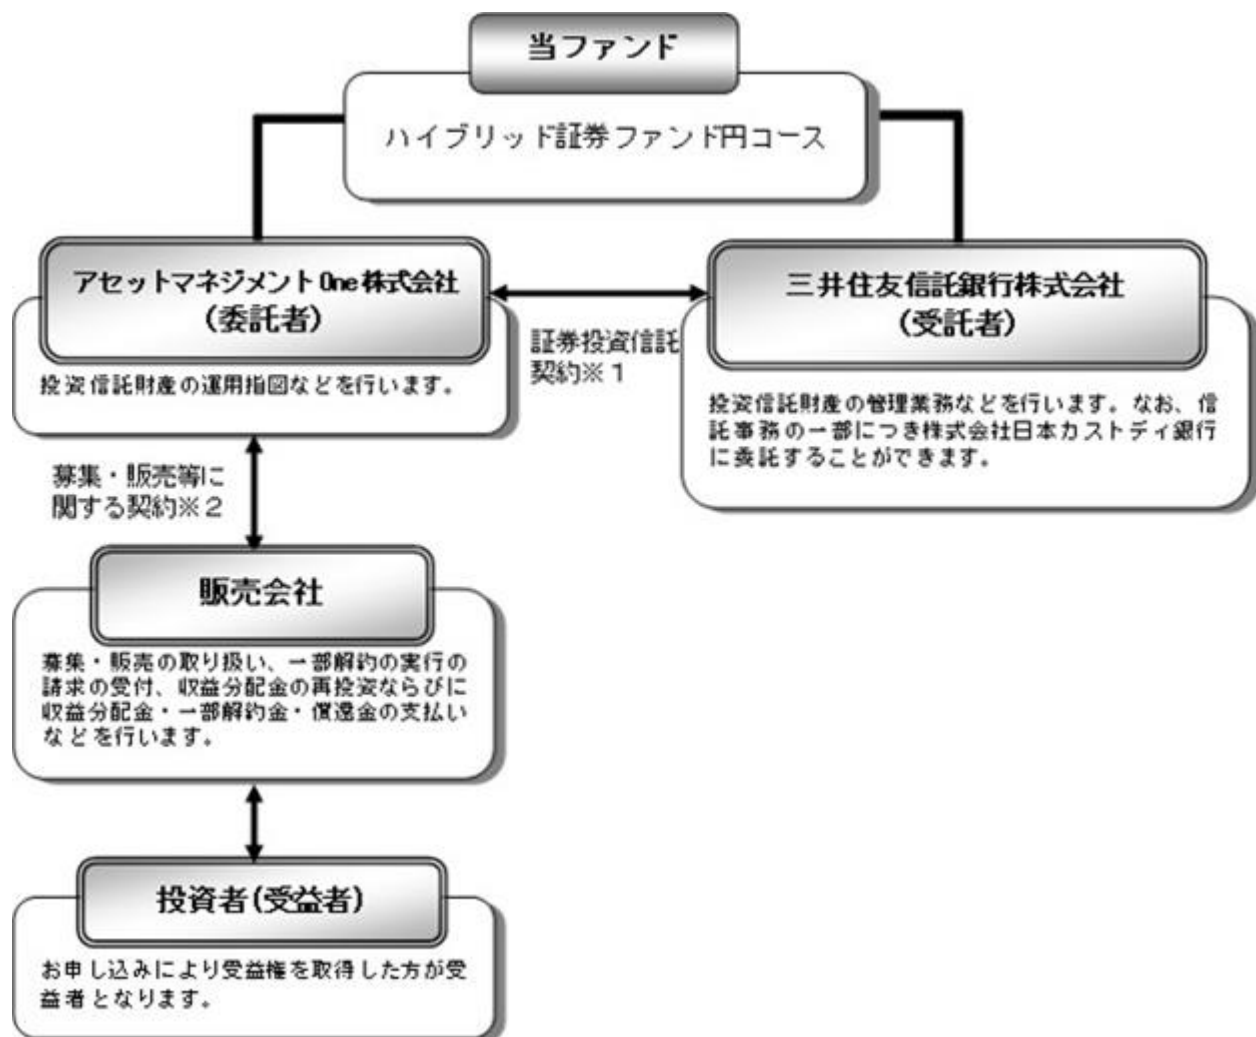 当ファンド
ハイブリッド証券ファンド円コース
アセットマネジメントOne株式会社
(委託者)
投資信託財産の運用指図などを行います。
証券投資信託
契約※1
三井住友信託銀行株式会社
(受託者)
投資信託財産の管理業務などを行います。なお、信
託事務の一部につき株式会社日本カストディ銀行
に委託することができます。
募集・販売等に
関する契約※2
販売会社
募集・販売の取り扱い、一部解約の実行の
請求の受付、収益分配金の再投資ならびに
収益分配金・一部解約金・償還金の支払い
などを行います。
投資者(受益者)
お申し込みにより受益権を取得した方が受
益者となります。